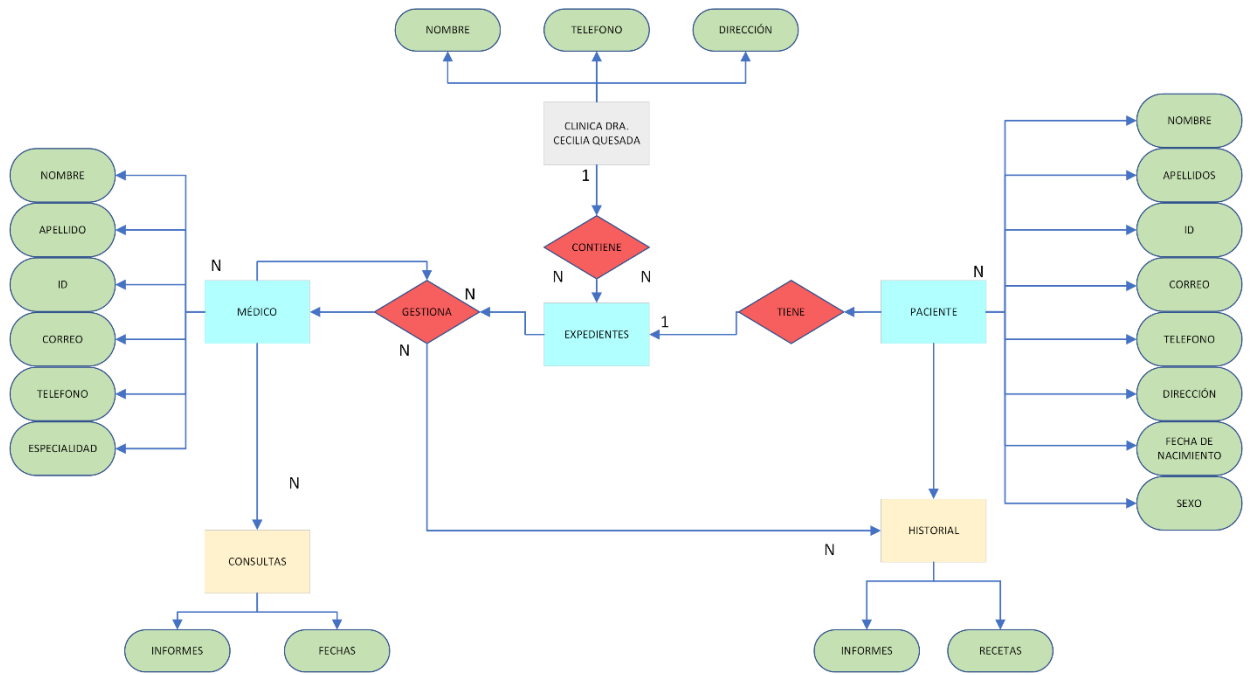 NOMBRE
TELEFONO
DIRECCIÓN
CLINICA DRA.
CECILIA QUESADA
1
CONTIENE
N
N
EXPEDIENTES
NOMBRE
APELLIDO
ID
CORREO
TELEFONO
ESPECIALIDAD
N
MÉDICO
GESTIONA
N
N
1
TIENE
N
PACIENTE
NOMBRE
APELLIDOS
ID
CORREO
TELEFONO
DIRECCIÓN
FECHA DE
NACIMIENTO
SEXO
N
CONSULTAS
INFORMES
FECHAS
N
HISTORIAL
INFORMES
RECETAS